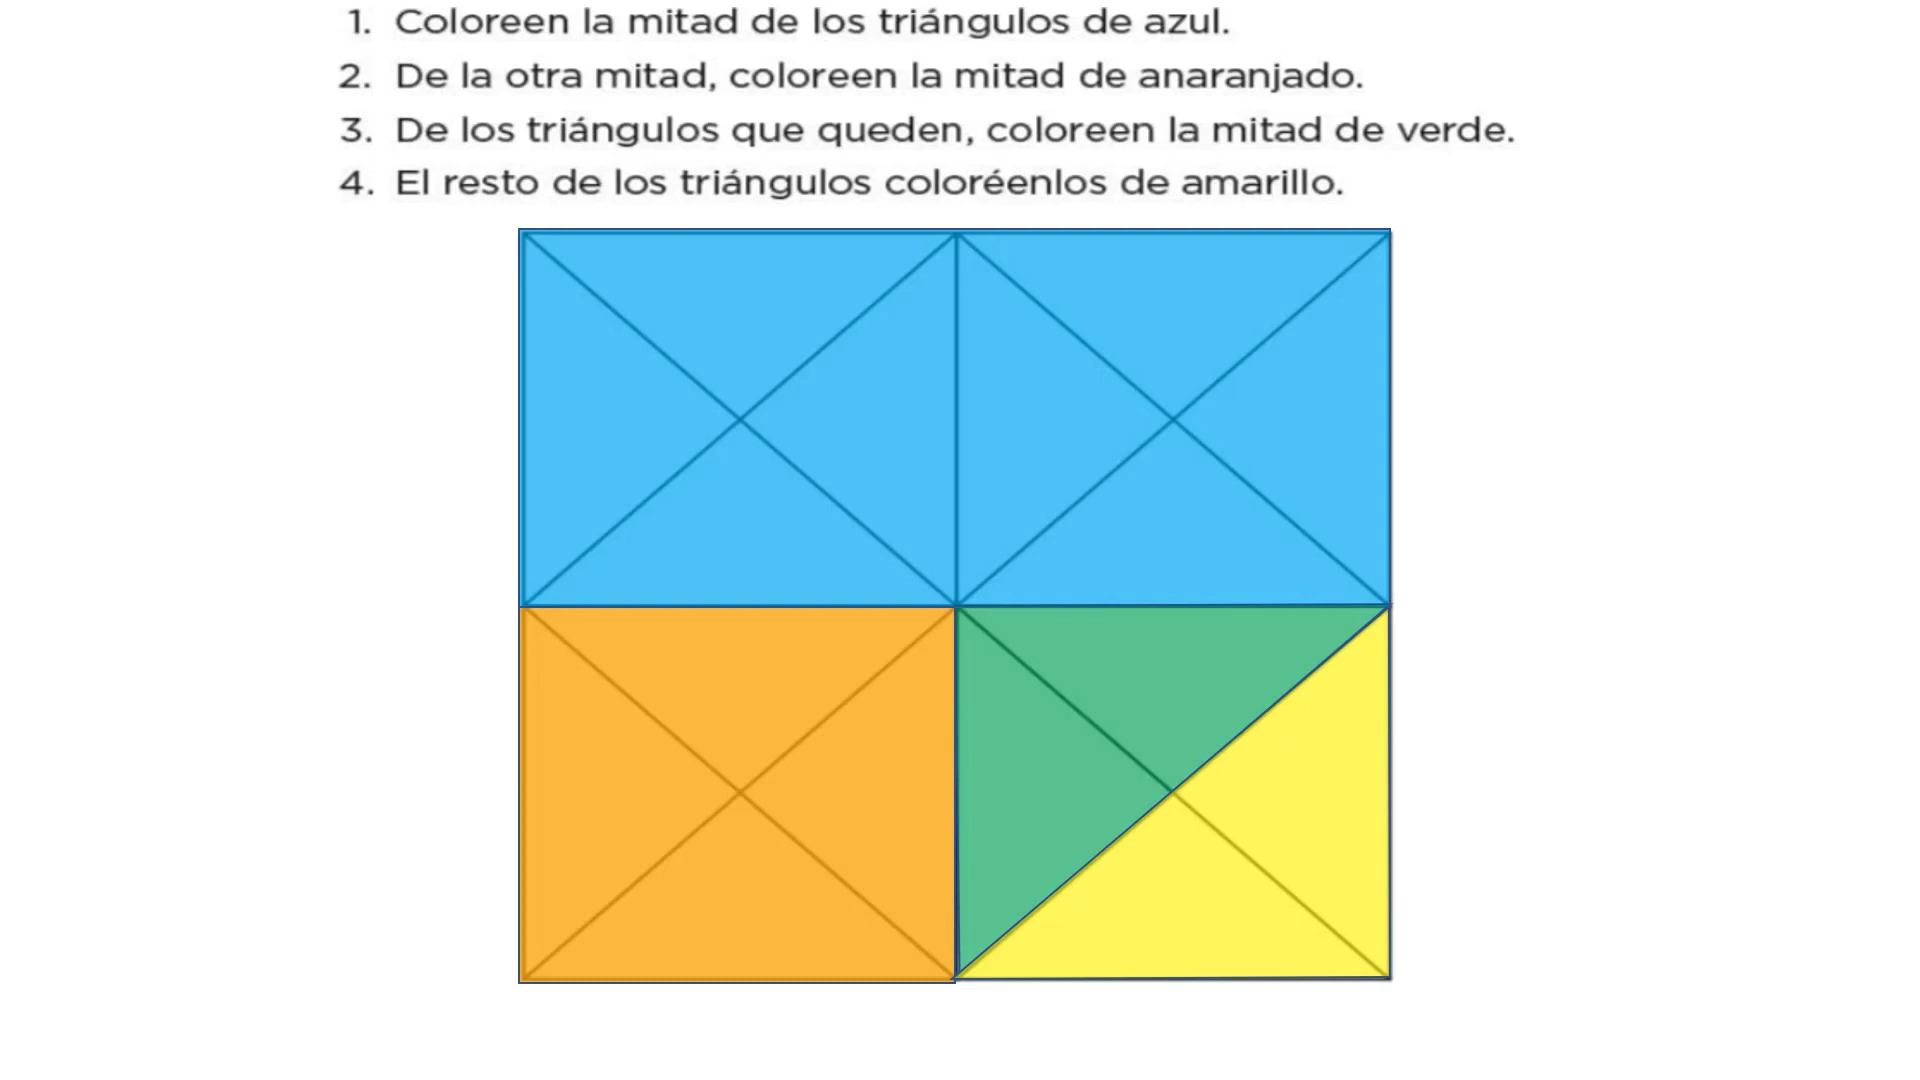 1. Coloreen la mitad de los triángulos de azul.
2. De la otra mitad, coloreen la mitad de anaranjado.
3. De los triángulos que queden, coloreen la mitad de verde.
4. El resto de los triángulos coloréenlos de amarillo.